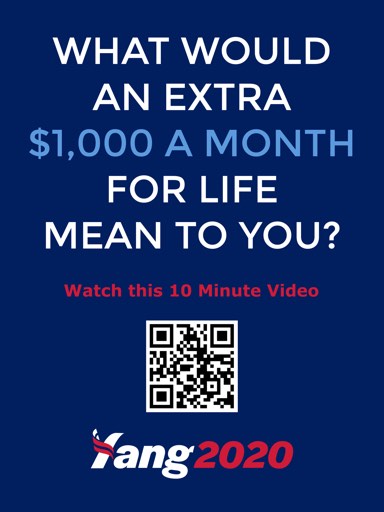 WHAT WOULD
AN EXTRA
$1,000 A MONTH
FOR LIFE
MEAN TO YOU?
Watch this 10 Minute Video
Yang2020